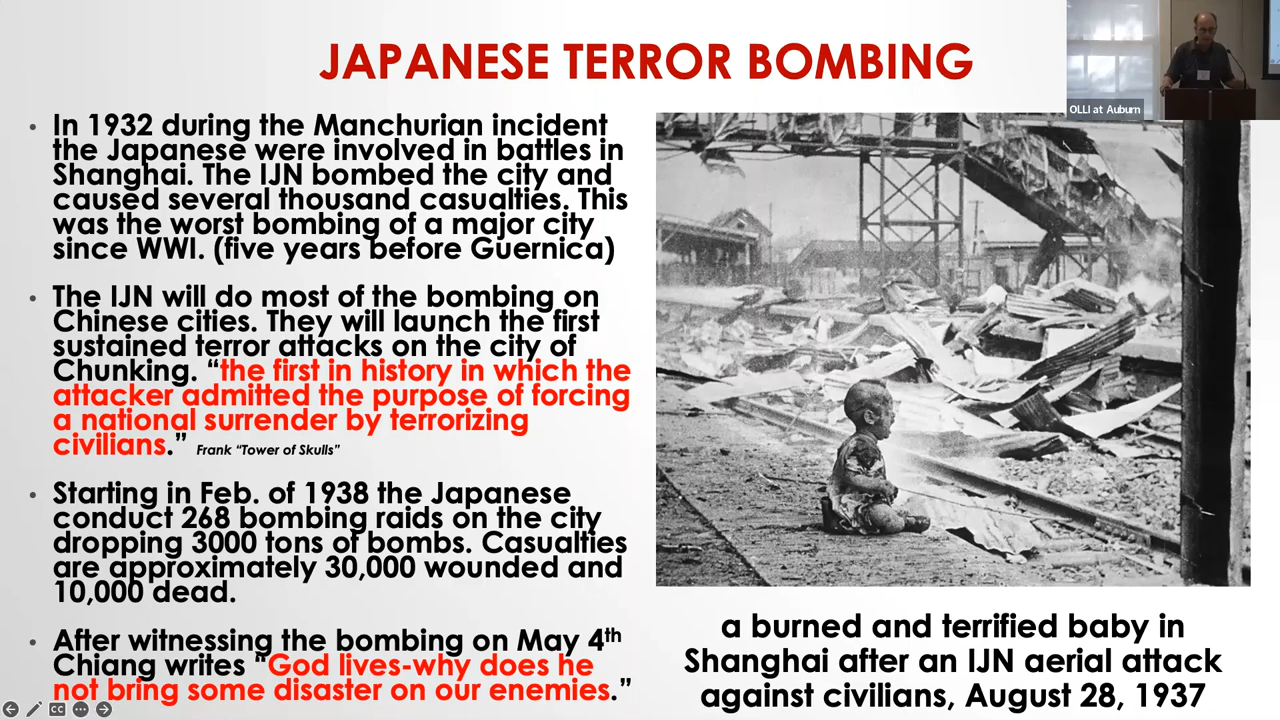 JAPANESE TERROR BOMBING
OLLI at Auburn
• In 1932 during the Manchurian incident
the Japanese were involved in battles in
Shanghai. The IJN bombed the city and
caused several thousand casualties. This
was the worst bombing of a major city
since WWI. (five years before Guernica)
• The IJN will do most of the bombing on
Chinese cities. They will launch the first
sustained terror attacks on the city of
Chunking. “the first in history in which the
attacker admitted the purpose of forcing
a national surrender by terrorizing
civilians.” Frank “Tower of Skulls”
• Starting in Feb. of 1938 the Japanese
conduct 268 bombing raids on the city
dropping 3000 tons of bombs. Casualties
are approximately 30,000 wounded and
10,000 dead.
• After witnessing the bombing on May 4th
Chiang writes “God lives-why does he
not bring some disaster on our enemies.”
a burned and terrified baby in
Shanghai after an IJN aerial attack
against civilians, August 28, 1937
CC